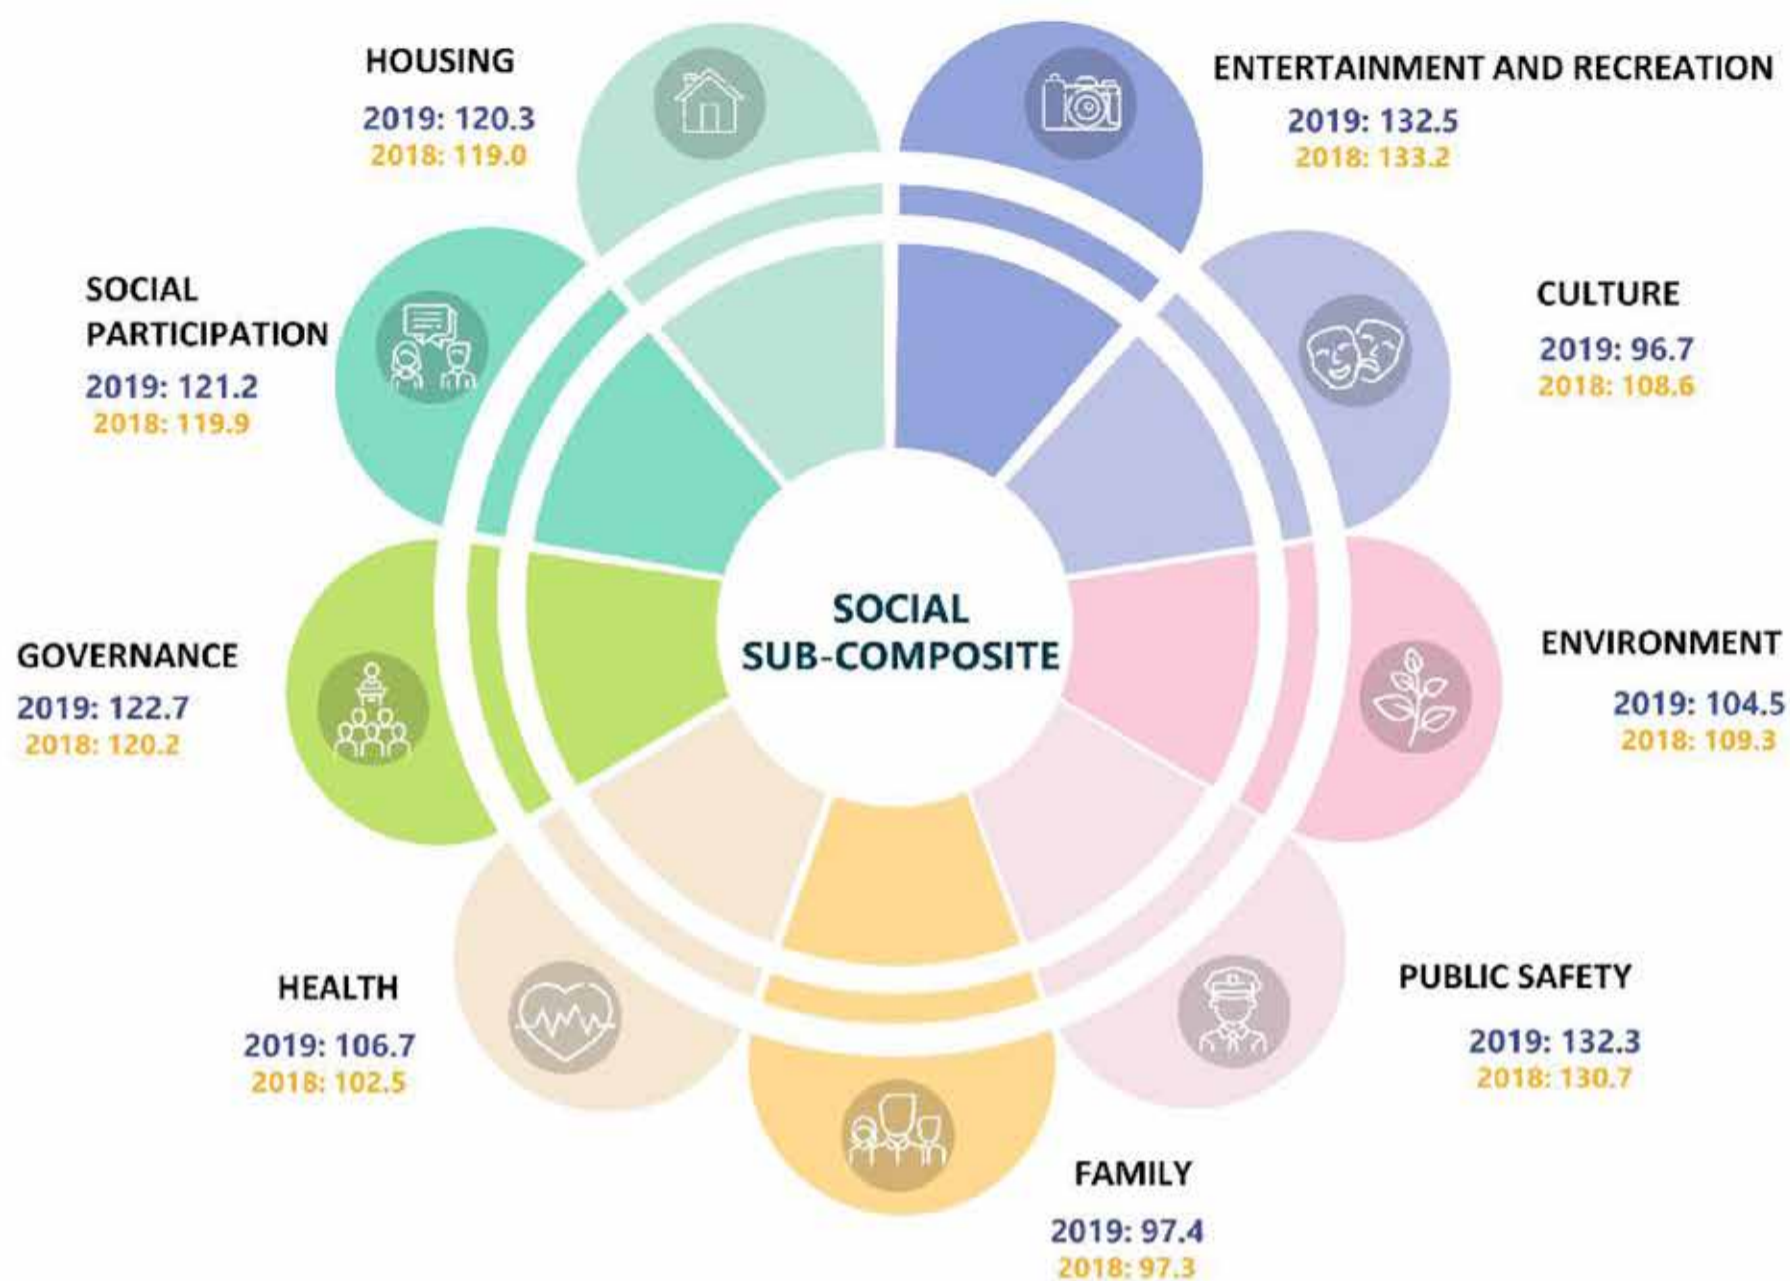 HOUSING
2019: 120.3
2018: 119.0
ENTERTAINMENT AND RECREATION
2019: 132.5
2018: 133.2
SOCIAL
PARTICIPATION
2019: 121.2
2018: 119.9
CULTURE
2019: 96.7
2018: 108.6
SOCIAL
SUB-COMPOSITE
GOVERNANCE
2019: 122.7
2018: 120.2
ENVIRONMENT
2019: 104.5
2018: 109.3
HEALTH
2019: 106.7
2018: 102.5
PUBLIC SAFETY
2019: 132.3
2018: 130.7
FAMILY
2019: 97.4
2018: 97.3